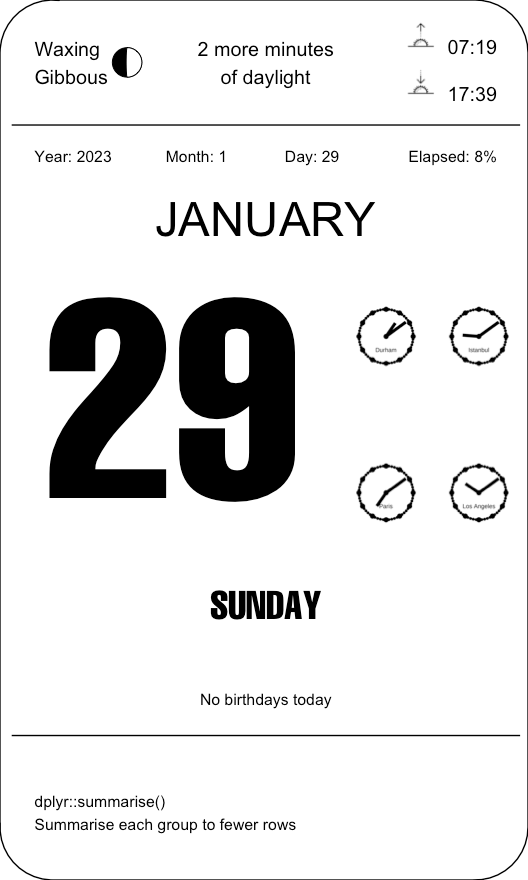 Waxing
Gibbous
2 more minutes
of daylight
07:19
17:39
Year: 2023 Month: 1 Day: 29 Elapsed: 8%
JANUARY
29
Durham
Istanbul
Paris
Los Angeles
SUNDAY
No birthdays today
dplyr::summarise()
Summarise each group to fewer rows